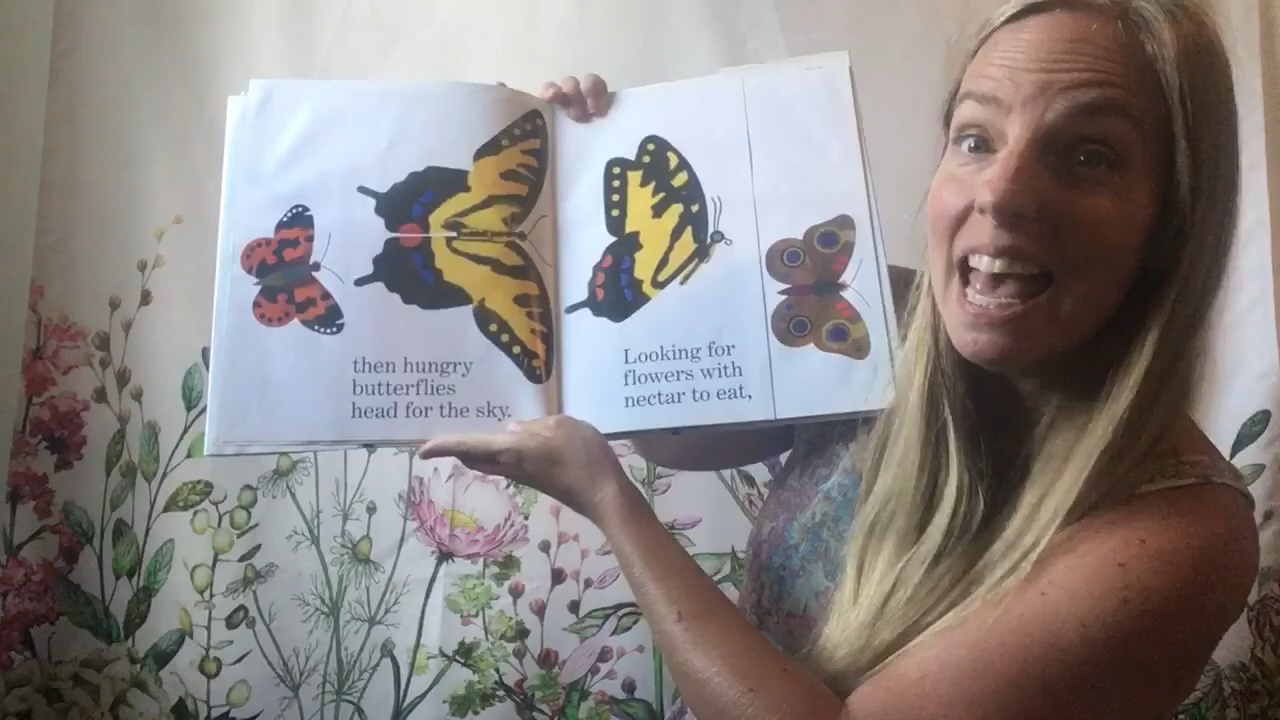 then hungry
butterflies
head for the sky.
Looking for
flowers with
nectar to eat,